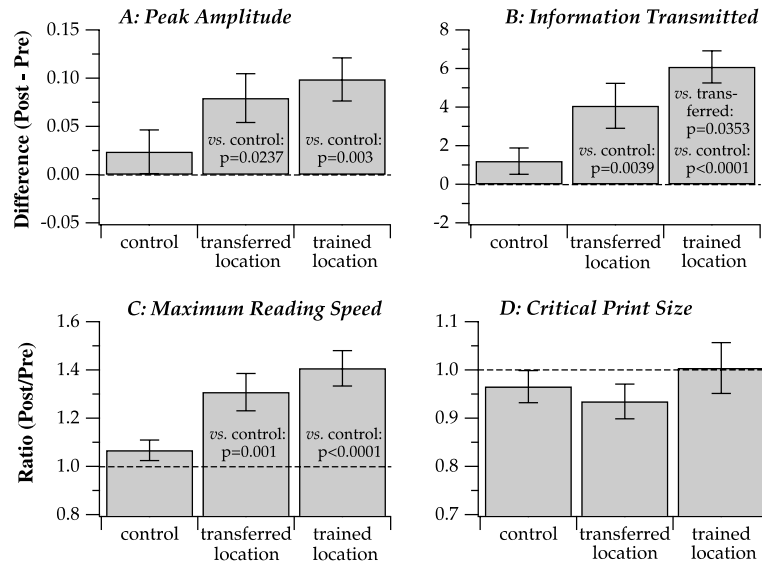 A: Peak Amplitude
Difference (Post - Pre)
0.15
0.10
0.05
0.00
-0.05
vs. control:
p=0.0237
vs. control:
p=0.003
control
transferred
location
trained
location
B: Information Transmitted
8
6
4
2
0
-2
vs. control:
p=0.0039
vs. trans-
ferred:
p=0.0353
vs. control:
p<0.0001
control
transferred
location
trained
location
C: Maximum Reading Speed
Ratio (Post/Pre)
1.6
1.4
1.2
1.0
0.8
vs. control:
p=0.001
vs. control:
p<0.0001
control
transferred
location
trained
location
D: Critical Print Size
1.1
1.0
0.9
0.8
0.7
control
transferred
location
trained
location